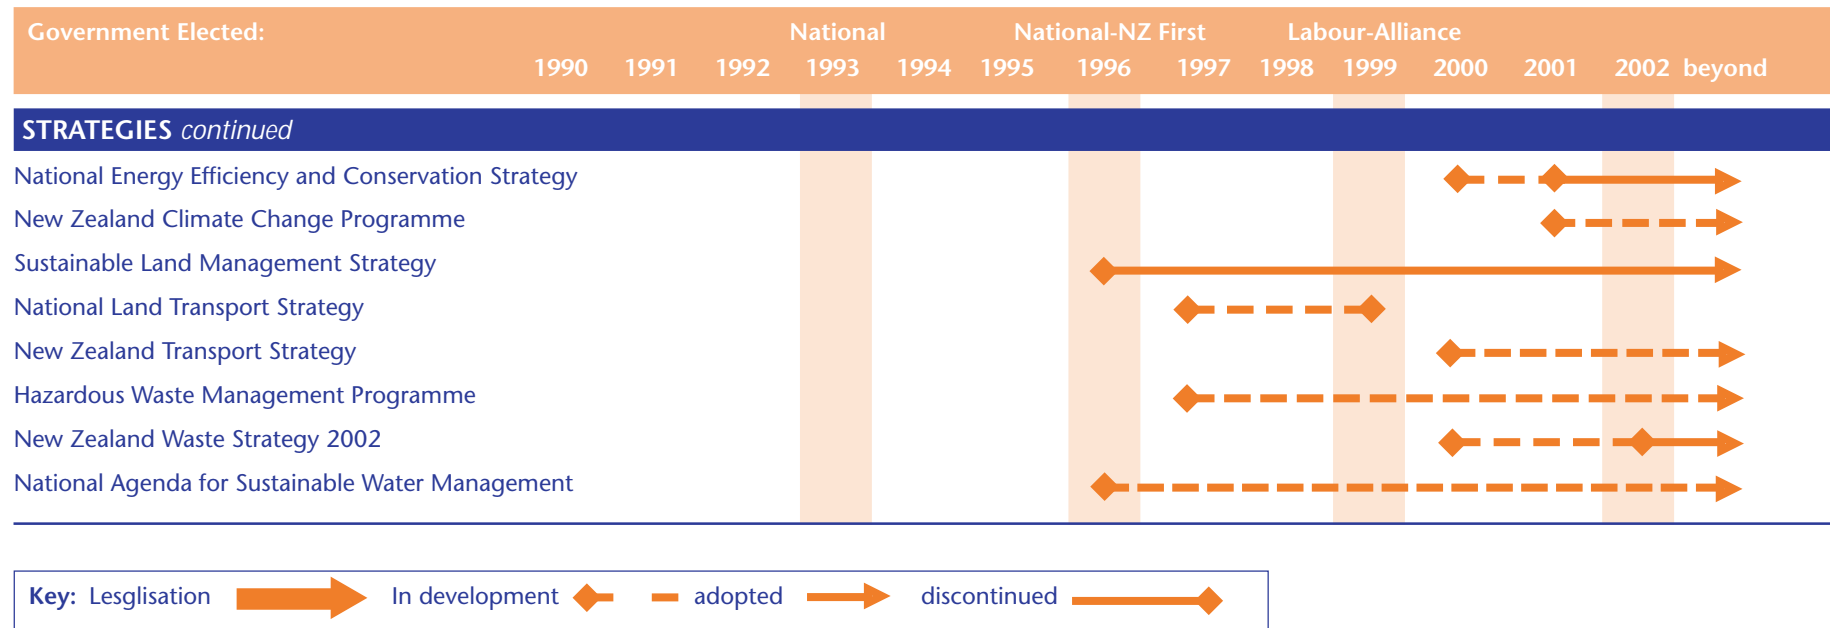 Government Elected: National National-NZ First Labour-Alliance
1990 1991 1992 1993 1994 1995 1996 1997 1998 1999 2000 2001 2002 beyond
STRATEGIES continued
National Energy Efficiency and Conservation Strategy
New Zealand Climate Change Programme
Sustainable Land Management Strategy
National Land Transport Strategy
New Zealand Transport Strategy
Hazardous Waste Management Programme
New Zealand Waste Strategy 2002
National Agenda for Sustainable Water Management
Key: Lesglisation In development adopted discontinued